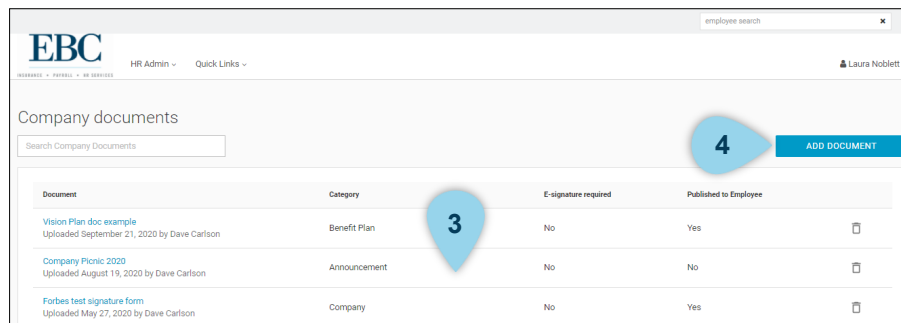 employee search
EBC
INSURANCE • PAYROLL • HR SERVICES
HR Admin
Quick Links
Laura Noblett
Company documents
Search Company Documents
4
ADD DOCUMENT
Document Category E-signature required Published to Employee
Vision Plan doc example
Uploaded September 21, 2020 by Dave Carlson
Benefit Plan No Yes
3
Company Picnic 2020
Uploaded August 19, 2020 by Dave Carlson
Announcement No No
Forbes test signature form
Uploaded May 27, 2020 by Dave Carlson
Company No Yes